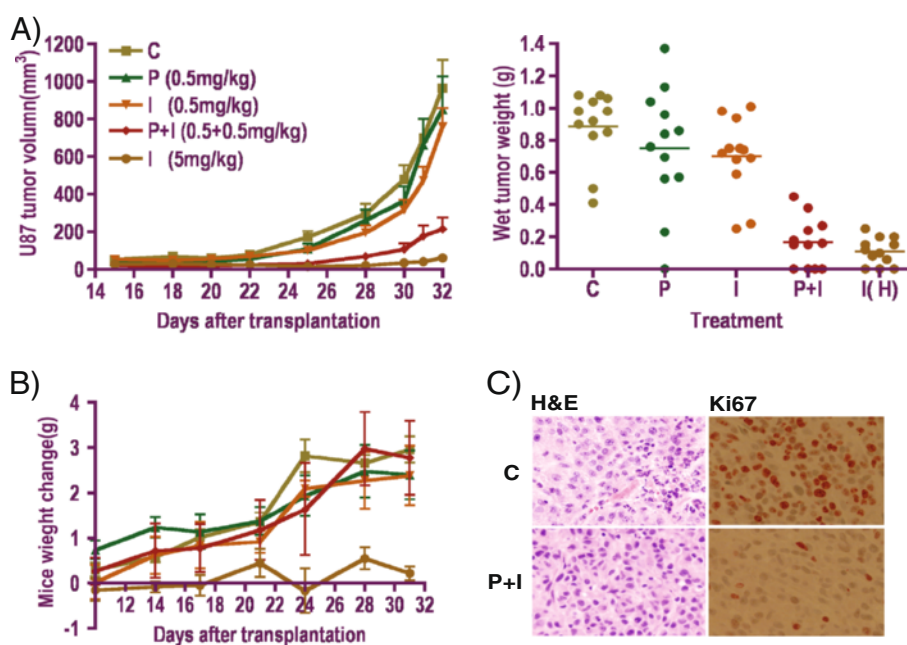 A)
1200
1000
800
600
400
200
0
U87 tumor volumn(mm³)
C
P (0.5mg/kg)
I (0.5mg/kg)
P+I (0.5+0.5mg/kg)
I (5mg/kg)
14 16 18 20 22 24 26 28 30 32
Days after transplantation
1.4
1.2
1.0
0.8
0.6
0.4
0.2
0.0
Wet tumor weight (g)
C P I P+I I( H)
Treatment
B)
4
3
2
1
0
-1
Mice wieght change(g)
12 14 16 18 20 22 24 26 28 30 32
Days after transplantation
C)
H&E Ki67
C
P+I